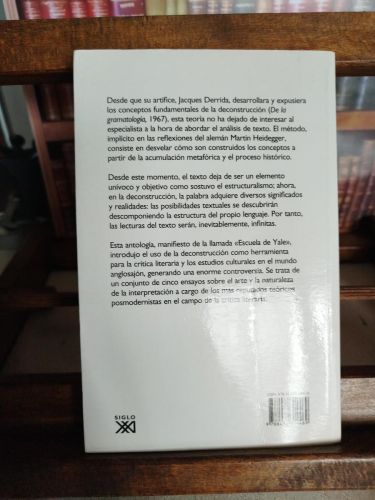 Desde que su artífice, Jacques Derrida, desarrollara y expusiera
los conceptos fundamentales de la deconstrucción (De la
gramatología, 1967), esta teoría no ha dejado de interesar al
especialista a la hora de abordar el análisis de texto. El método,
implícito en las reflexiones del alemán Martin Heidegger,
consiste en desvelar cómo son construidos los conceptos a
partir de la acumulación metafórica y el proceso histórico.
Desde este momento, el texto deja de ser un elemento
unívoco y objetivo como sostuvo el estructuralismo; ahora,
en la deconstrucción, la palabra adquiere diversos significados
y realidades: las posibilidades textuales se descubrirán
descomponiendo la estructura del propio lenguaje. Por tanto,
las lecturas del texto serán, inevitablemente, infinitas.
Esta antología, manifiesto de la llamada «Escuela de Yale»,
introdujo el uso de la deconstrucción como herramienta
para la crítica literaria y los estudios culturales en el mundo
anglosajón, generando una enorme controversia. Se trata de
un conjunto de cinco ensayos sobre el arte y la naturaleza
de la interpretación a cargo de los más reputados teóricos
posmodernistas en el campo de la crítica literaria.
SIGLO
XXI